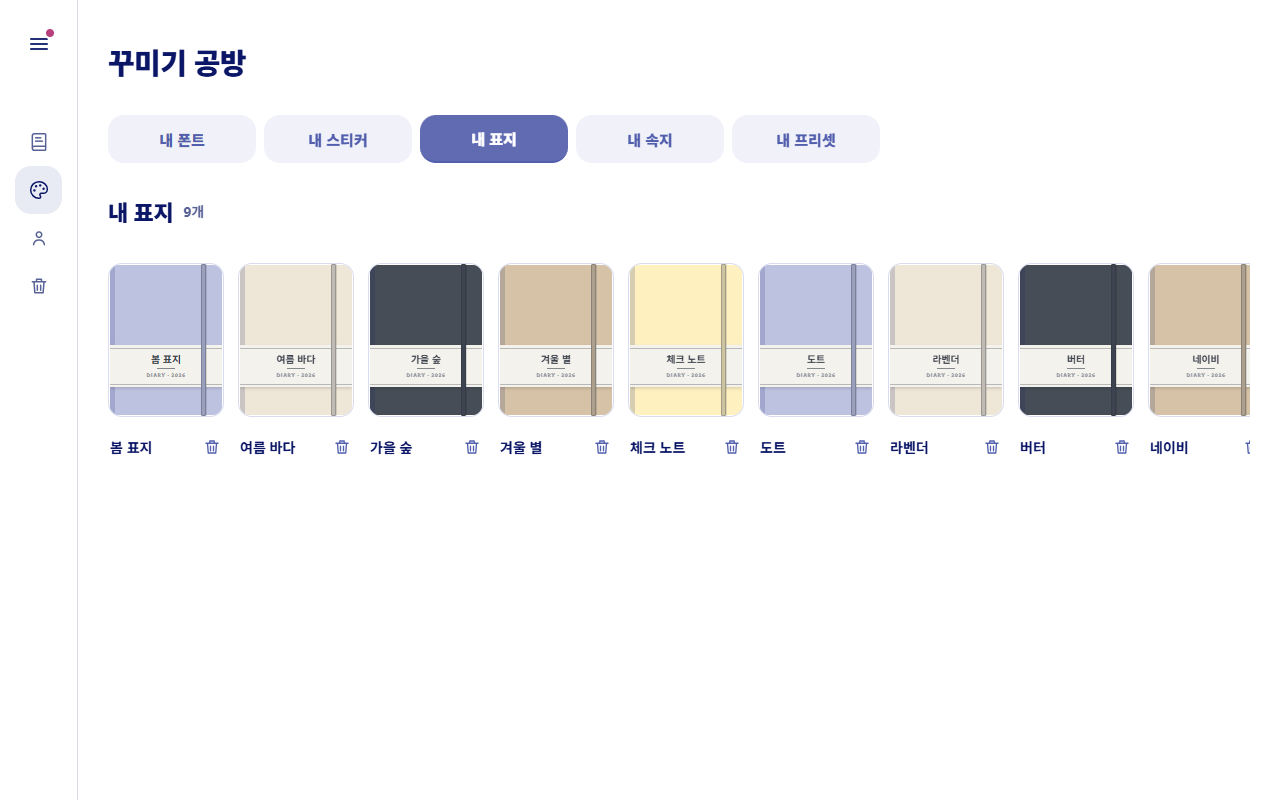 꾸미기 공방
내 폰트
내 스티커
내 표지
내 속지
내 프리셋
내 표지 9개
봄 표지
DIARY · 2026
여름 바다
DIARY · 2026
가을 숲
DIARY · 2026
겨울 별
DIARY · 2026
체크 노트
DIARY · 2026
도트
DIARY · 2026
라벤더
DIARY · 2026
버터
DIARY · 2026
네이비
DIARY · 2026
봄 표지
여름 바다
가을 숲
겨울 별
체크 노트
도트
라벤더
버터
네이비